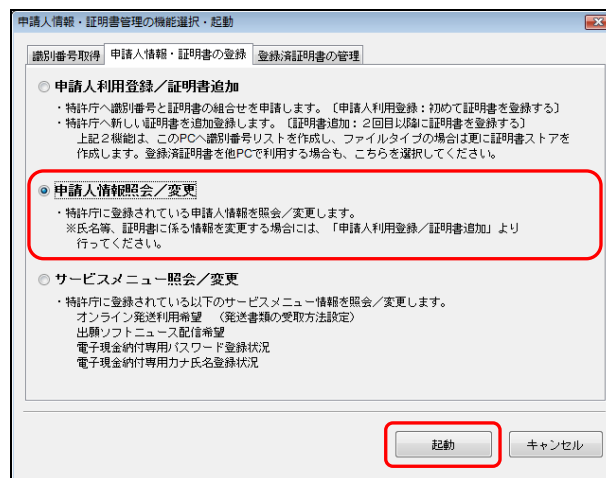 申請人情報・証明書管理の機能選択・起動
識別番号取得 申請人情報・証明書の登録 登録済証明書の管理
申請人利用登録／証明書追加
・特許庁へ識別番号と証明書の組合せを申請します。〔申請人利用登録：初めて証明書を登録する〕
・特許庁へ新しい証明書を追加登録します。〔証明書追加：２回目以降に証明書を登録する〕
上記２機能は、このPCへ識別番号リストを作成し、ファイルタイプの場合は更に証明書ストアを
作成します。登録済証明書を他PCで利用する場合も、こちらを選択してください。
申請人情報照会／変更
・特許庁に登録されている申請人情報を照会／変更します。
※氏名等、証明書に係る情報を変更する場合には、「申請人利用登録／証明書追加」より
行ってください。
サービスメニュー照会／変更
・特許庁に登録されている以下のサービスメニュー情報を照会／変更します。
オンライン発送利用希望　（発送書類の受取方法設定）
出願ソフトニュース配信希望
電子現金納付専用パスワード登録状況
電子現金納付専用カナ氏名登録状況
起動 キャンセル